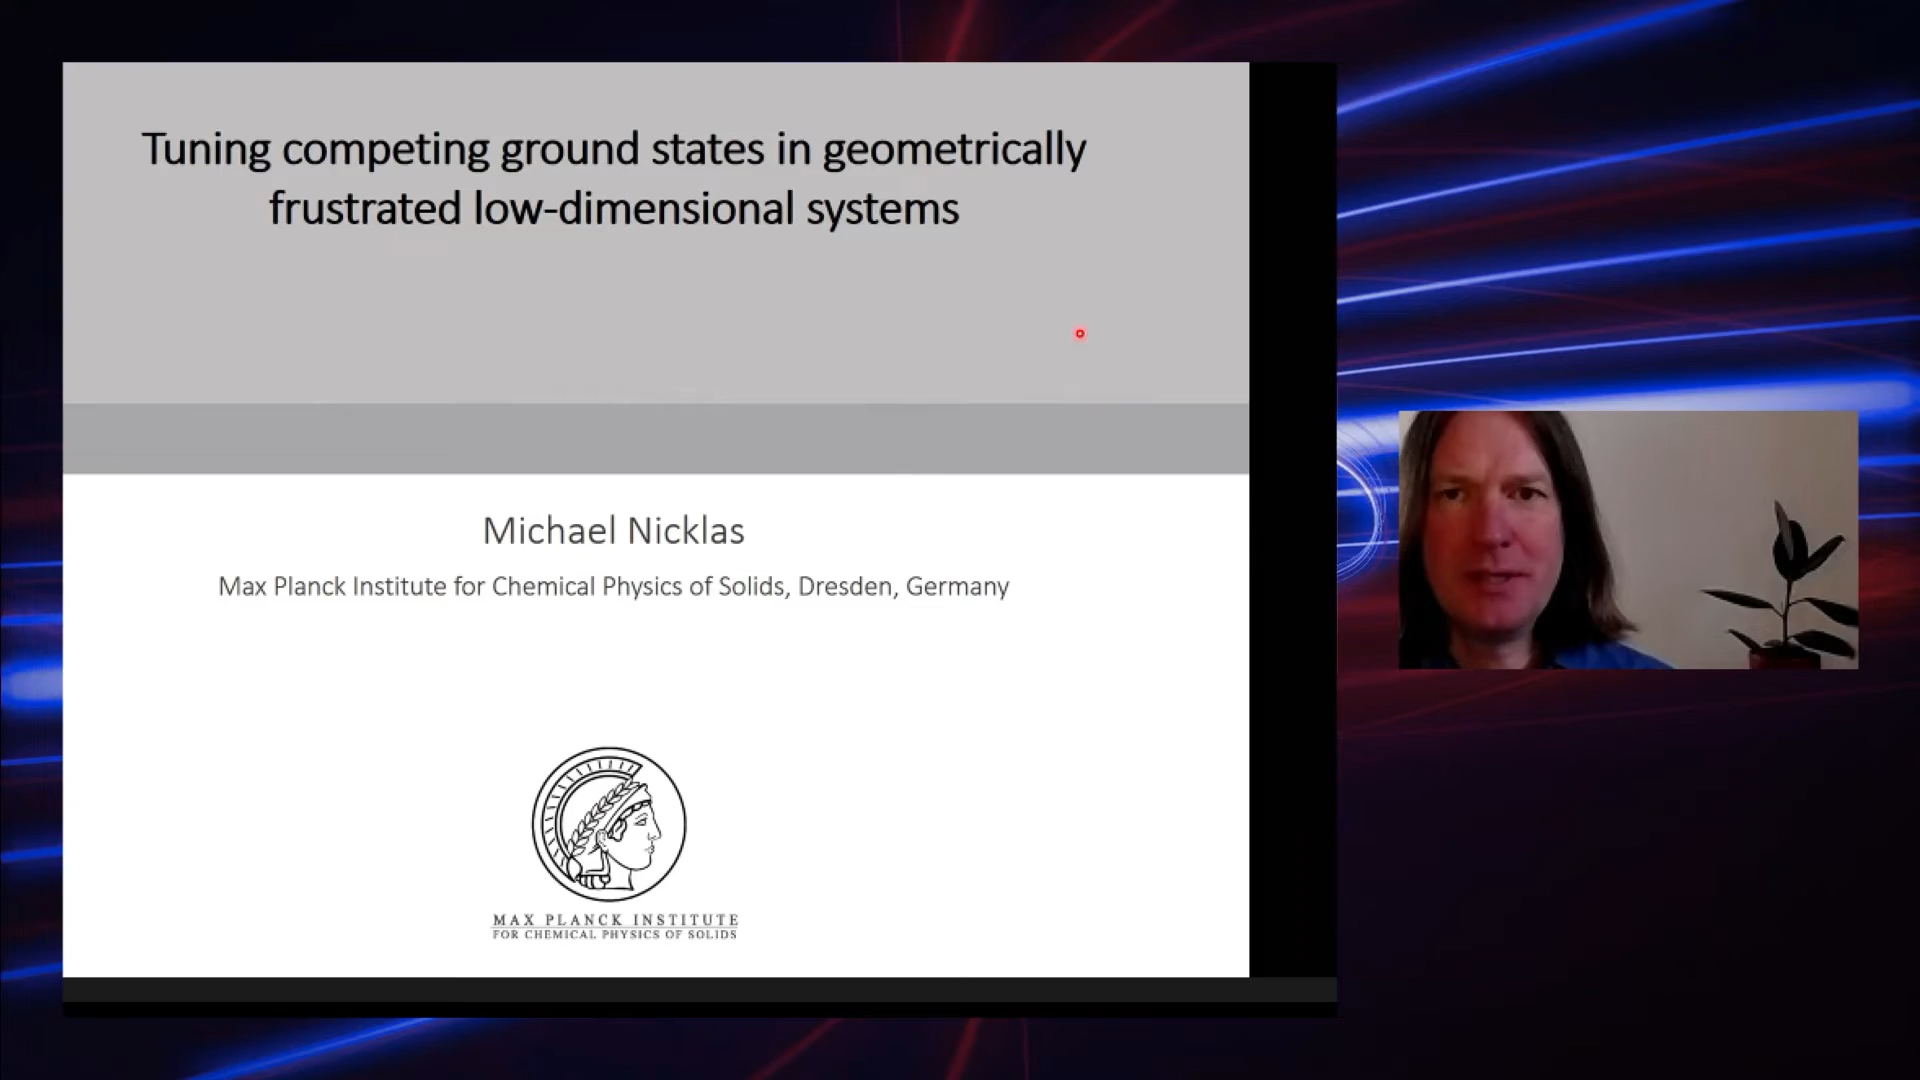 Tuning competing ground states in geometrically
frustrated low-dimensional systems
Michael Nicklas
Max Planck Institute for Chemical Physics of Solids, Dresden, Germany
MAX PLANCK INSTITUTE
FOR CHEMICAL PHYSICS OF SOLIDS